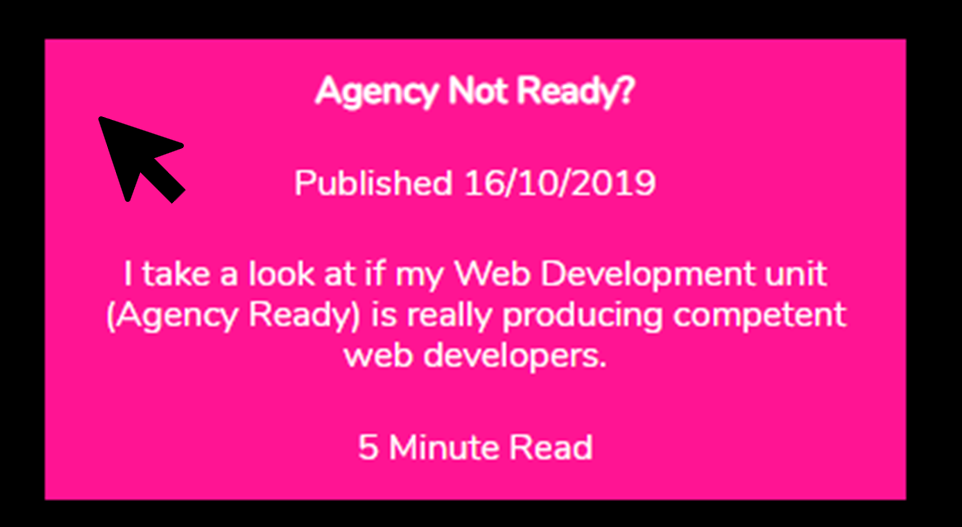 Agency Not Ready?
Published 16/10/2019
I take a look at if my Web Development unit
(Agency Ready) is really producing competent
web developers.
5 Minute Read